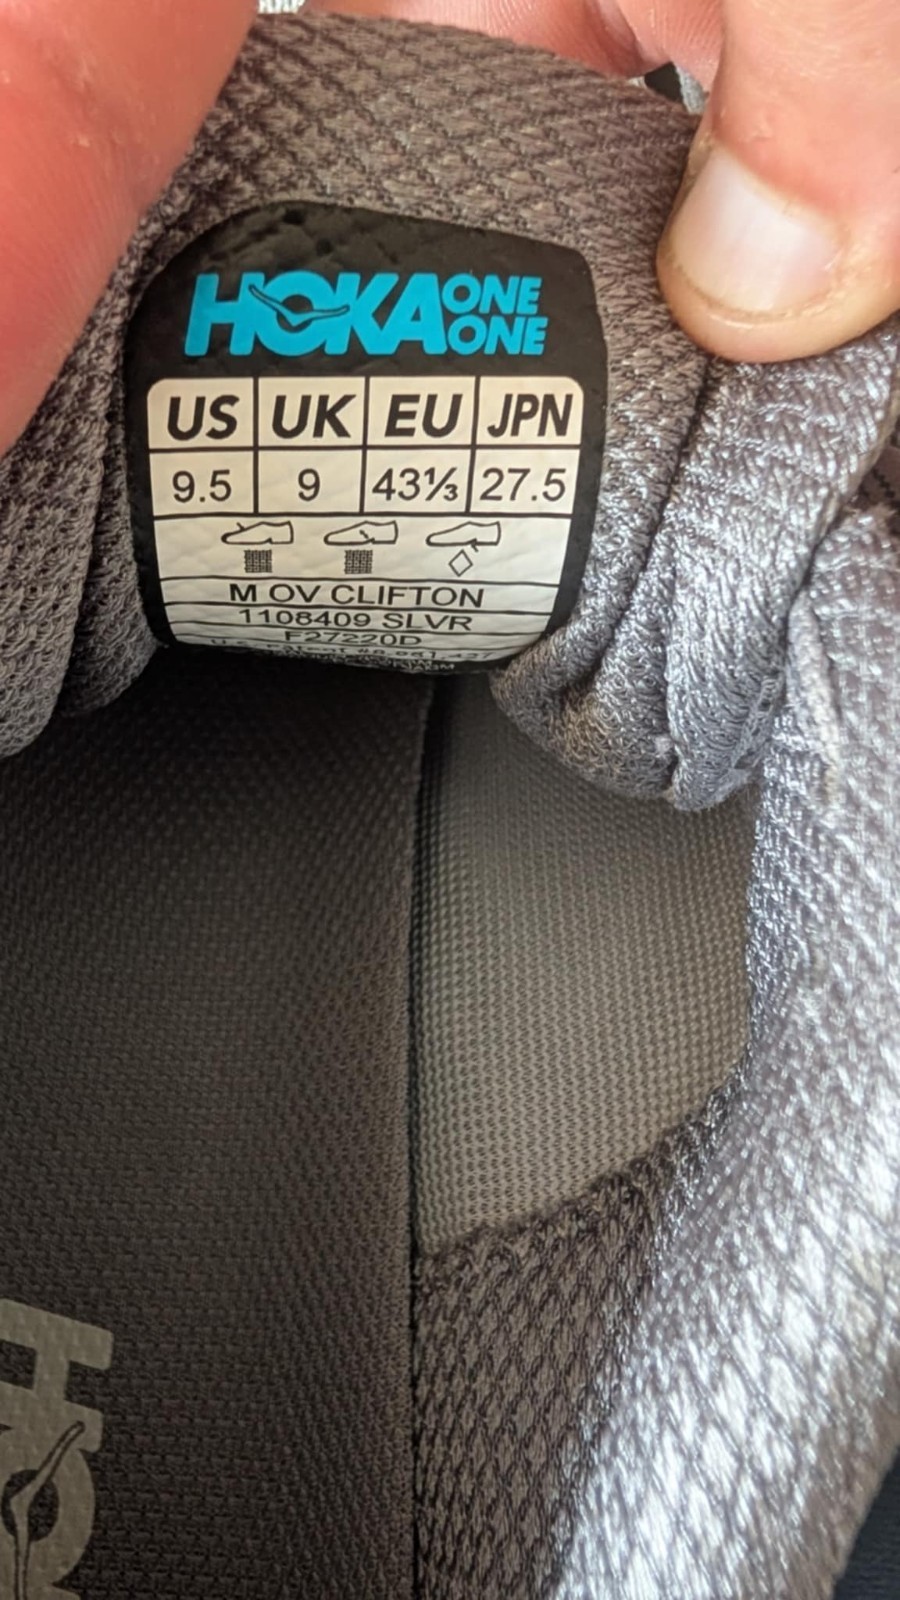 HOKA ONE ONE
US UK EU JPN
9.5 9 43⅓ 27.5
M OV CLIFTON
1108409 SLVR
F27220D
H